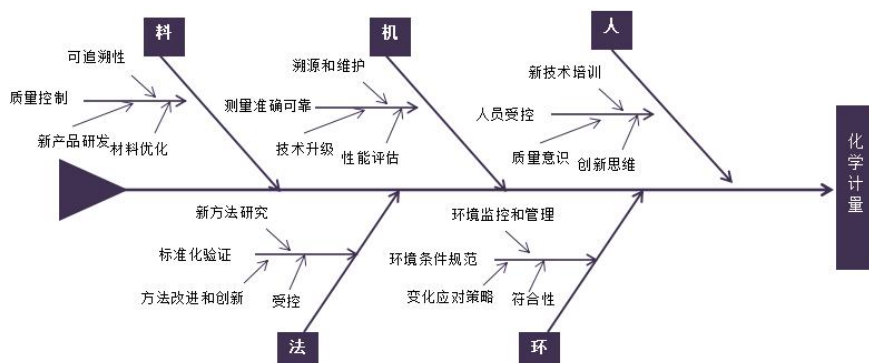 料
机
人
可追溯性
质量控制
新产品研发
材料优化
溯源和维护
测量准确可靠
技术升级
性能评估
新技术培训
人员受控
质量意识
创新思维
化学计量
新方法研究
标准化验证
方法改进和创新
受控
环境监控和管理
环境条件规范
变化应对策略
符合性
法
环